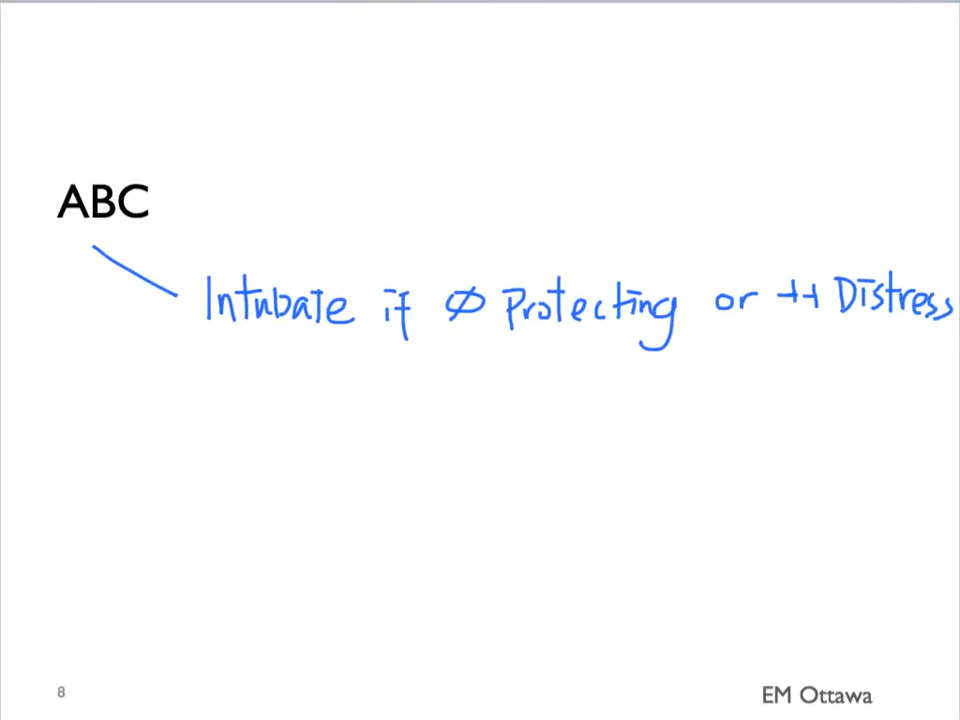 ABC
Intubate if ∅ Protecting or ++ Distress
8
EM Ottawa